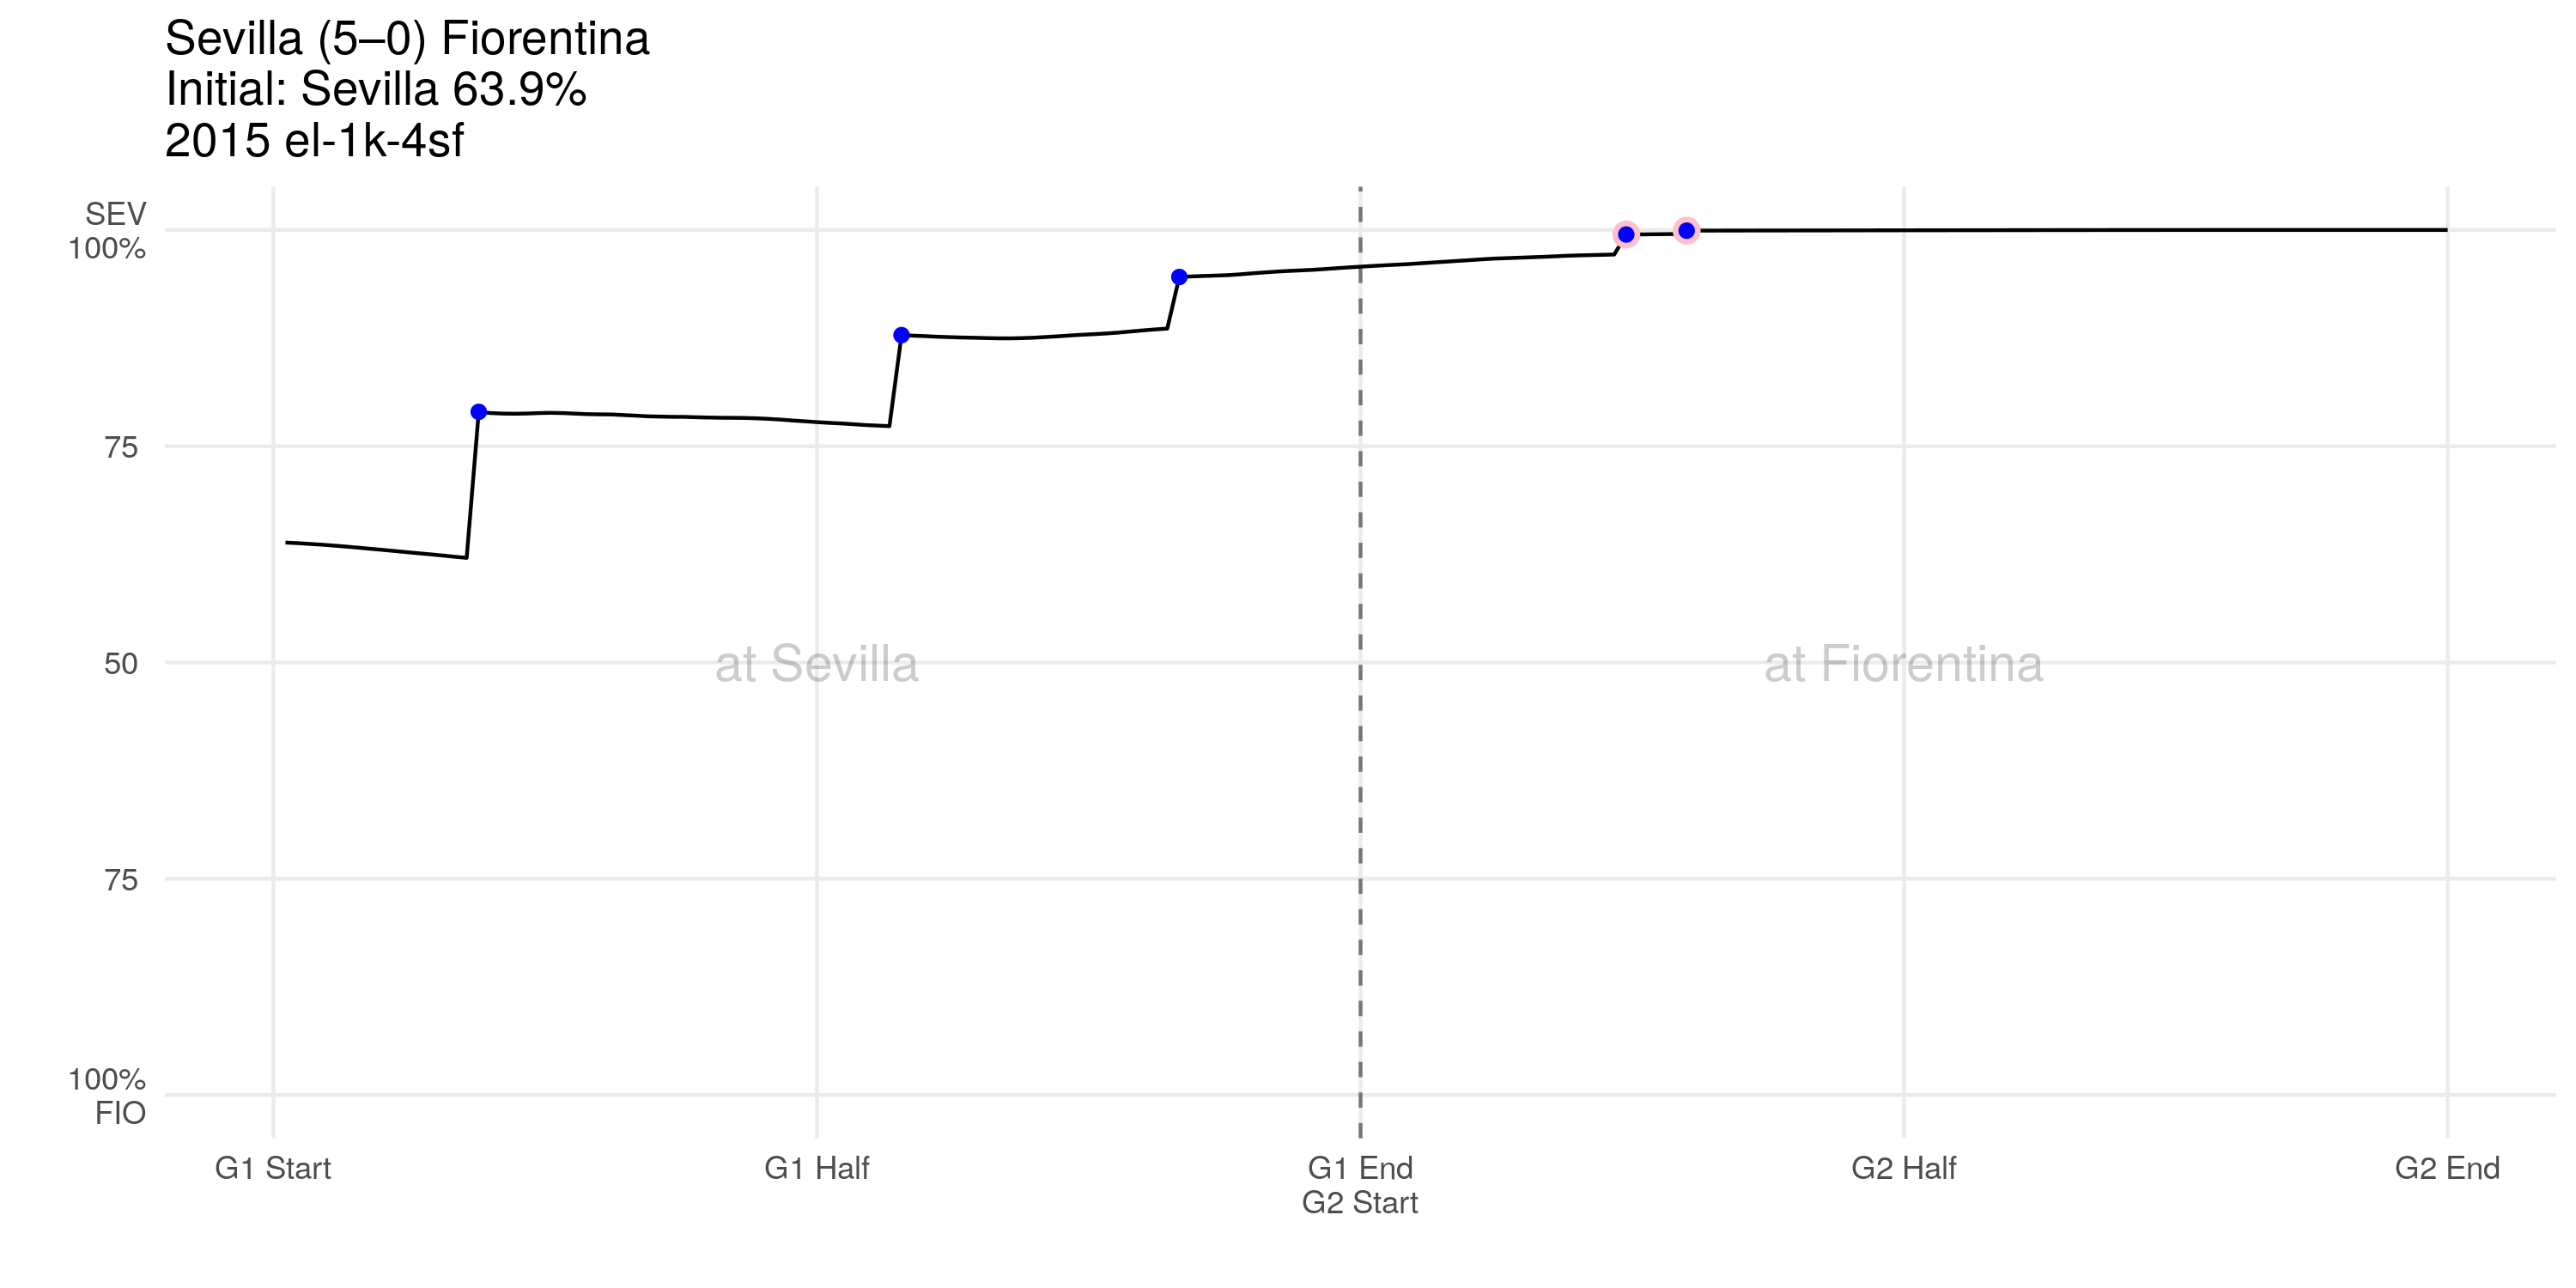 Sevilla (5–0) Fiorentina
Initial: Sevilla 63.9%
2015 el-1k-4sf
SEV
100%
75
50
75
100%
FIO
at Sevilla
at Fiorentina
G1 Start
G1 Half
G1 End
G2 Start
G2 Half
G2 End